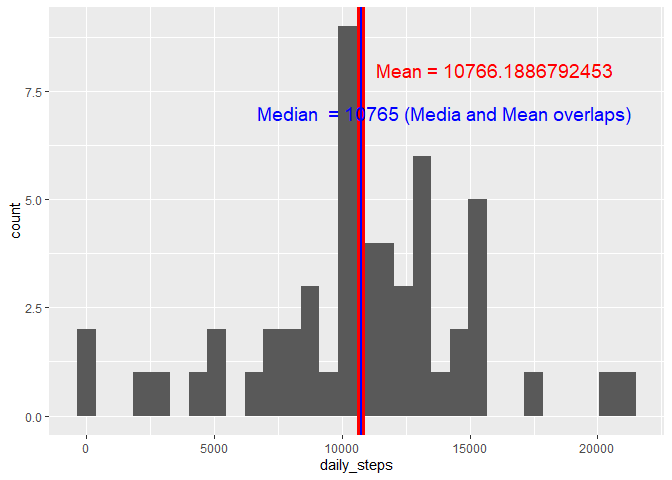 Mean = 10766.1886792453
Median  = 10765 (Media and Mean overlaps)
7.5
5.0
2.5
0.0
count
0 5000 10000 15000 20000
daily_steps